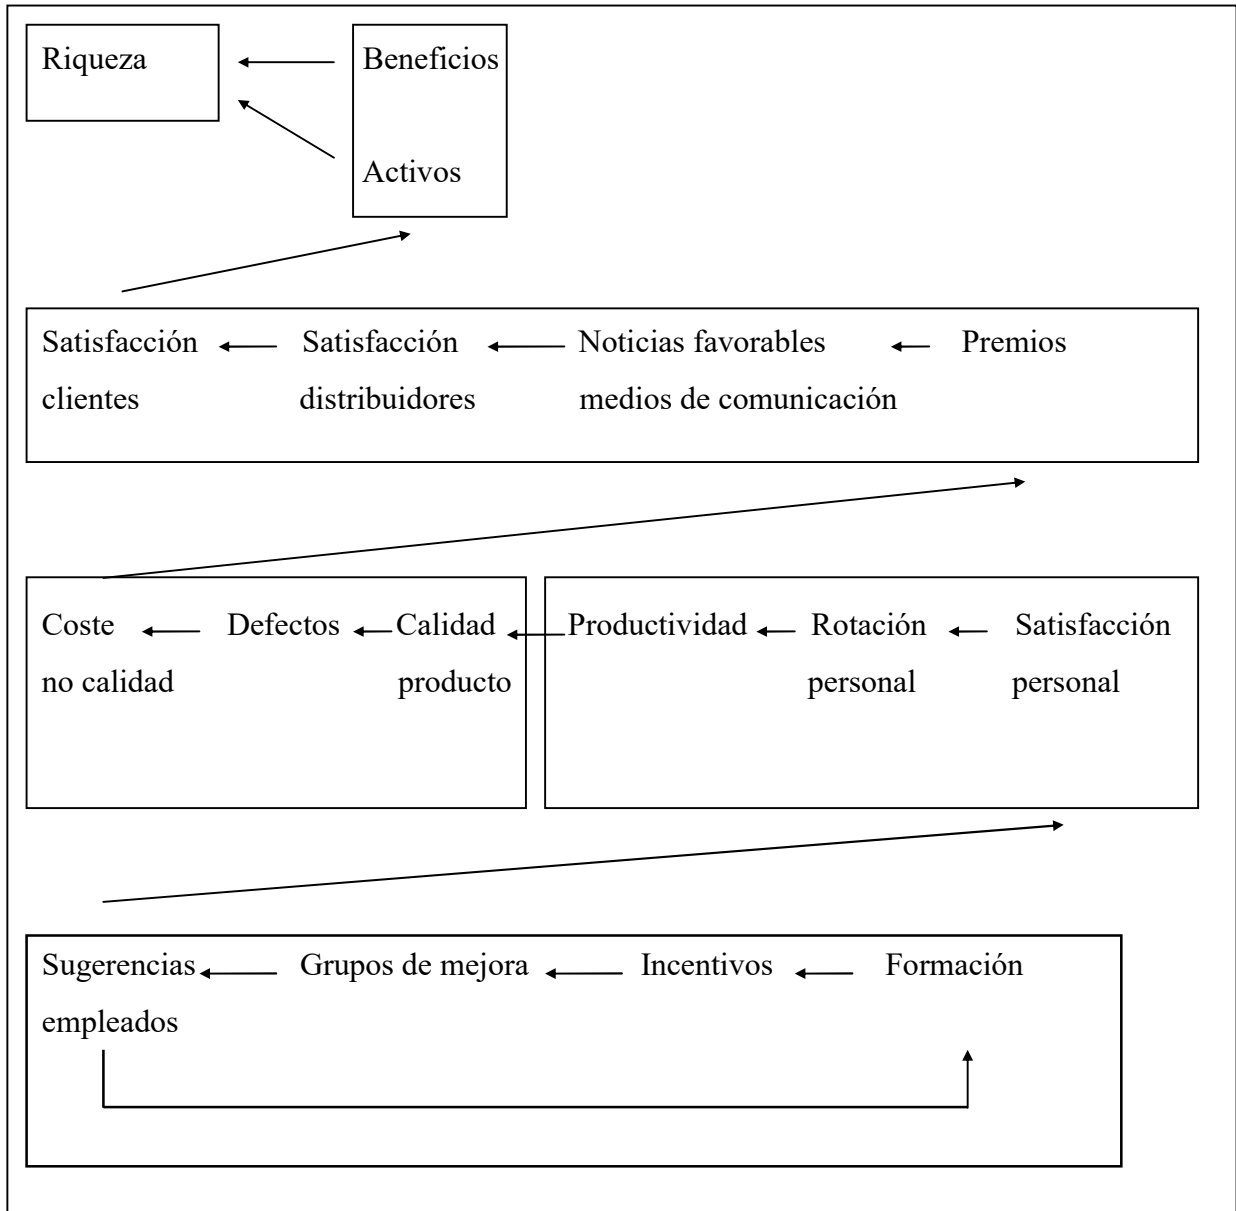 Riqueza Beneficios
Activos
Satisfacción Satisfacción Noticias favorables Premios
clientes distribuidores medios de comunicación
Coste Defectos Calidad Productividad Rotación Satisfacción
no calidad producto personal personal
Sugerencias Grupos de mejora Incentivos Formación
empleados